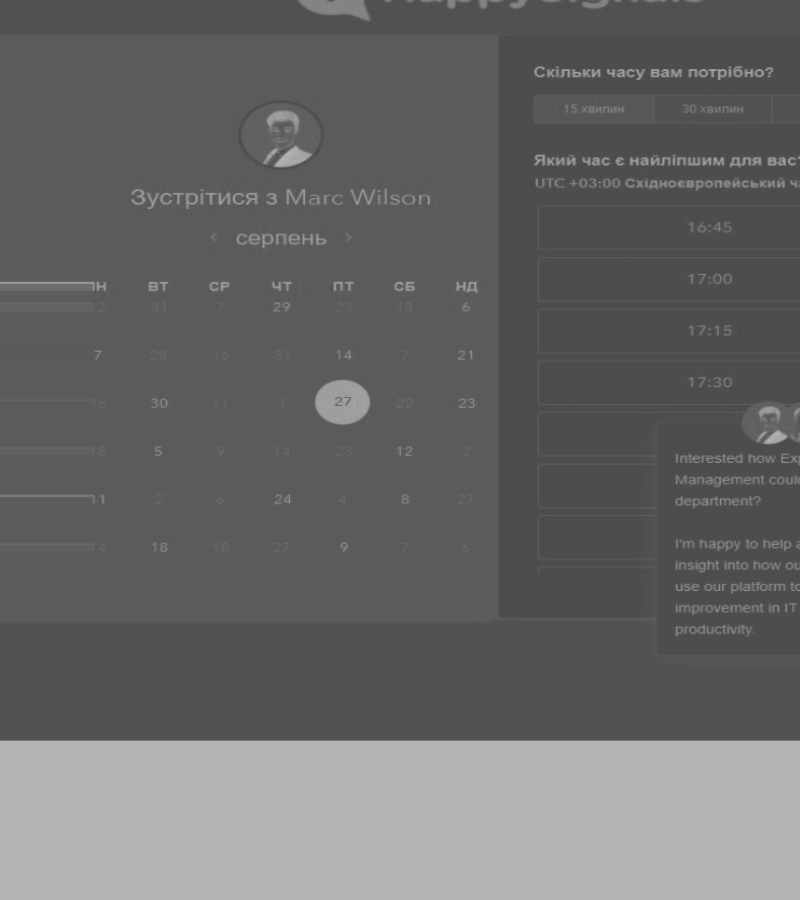 HappySignals
Зустрітися з Marc Wilson
серпень
ПН ВТ СР ЧТ ПТ СБ НД
2 31 7 29 23 13 6
7 28 16 31 14 7 21
16 30 11 1 27 22 23
8 5 9 14 23 12 2
11 2 6 24 4 8 27
4 18 18 27 9 7 6
Скільки часу вам потрібно?
15 хвилин 30 хвилин
Який час є найліпшим для вас?
UTC +03:00 Східноєвропейський ча
16:45
17:00
17:15
17:30
Interested how Exp
Management coul
department?
I'm happy to help a
insight into how ou
use our platform to
improvement in IT
productivity.